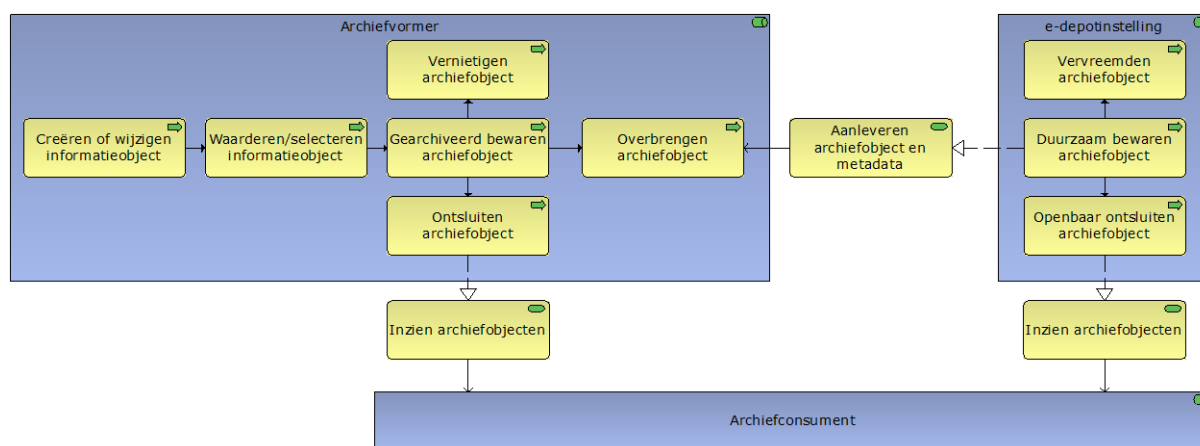 Archiefvormer
e-depotinstelling
Vernietigen
archiefobject
Vervreemden
archiefobject
Creëren of wijzigen
informatieobject
Waarderen/selecteren
informatieobject
Gearchiveerd bewaren
archiefobject
Overbrengen
archiefobject
Aanleveren
archiefobject en
metadata
Duurzaam bewaren
archiefobject
Ontsluiten
archiefobject
Openbaar ontsluiten
archiefobject
Inzien archiefobjecten
Inzien archiefobjecten
Archiefconsument